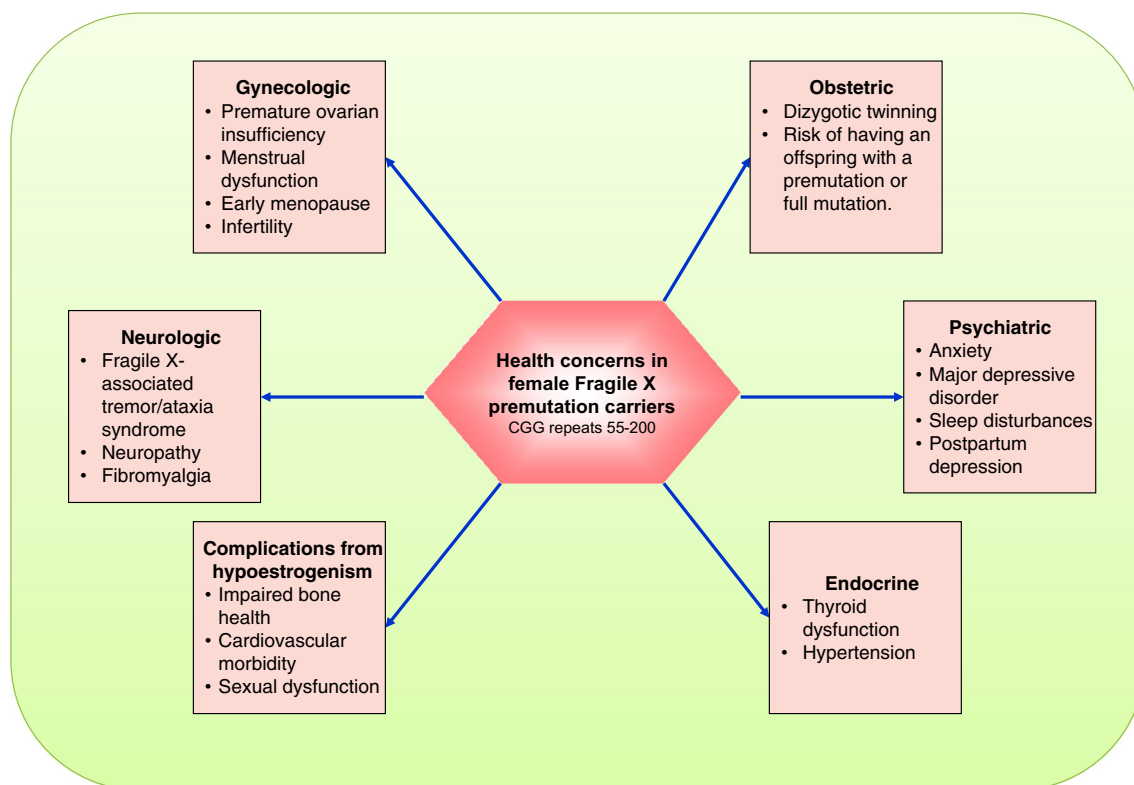 Gynecologic
• Premature ovarian
insufficiency
• Menstrual
dysfunction
• Early menopause
• Infertility
Obstetric
• Dizygotic twinning
• Risk of having an
offspring with a
premutation or
full mutation.
Neurologic
• Fragile X-
associated
tremor/ataxia
syndrome
• Neuropathy
• Fibromyalgia
Health concerns in
female Fragile X
premutation carriers
CGG repeats 55-200
Psychiatric
• Anxiety
• Major depressive
disorder
• Sleep disturbances
• Postpartum
depression
Complications from
hypoestrogenism
• Impaired bone
health
• Cardiovascular
morbidity
• Sexual dysfunction
Endocrine
• Thyroid
dysfunction
• Hypertension